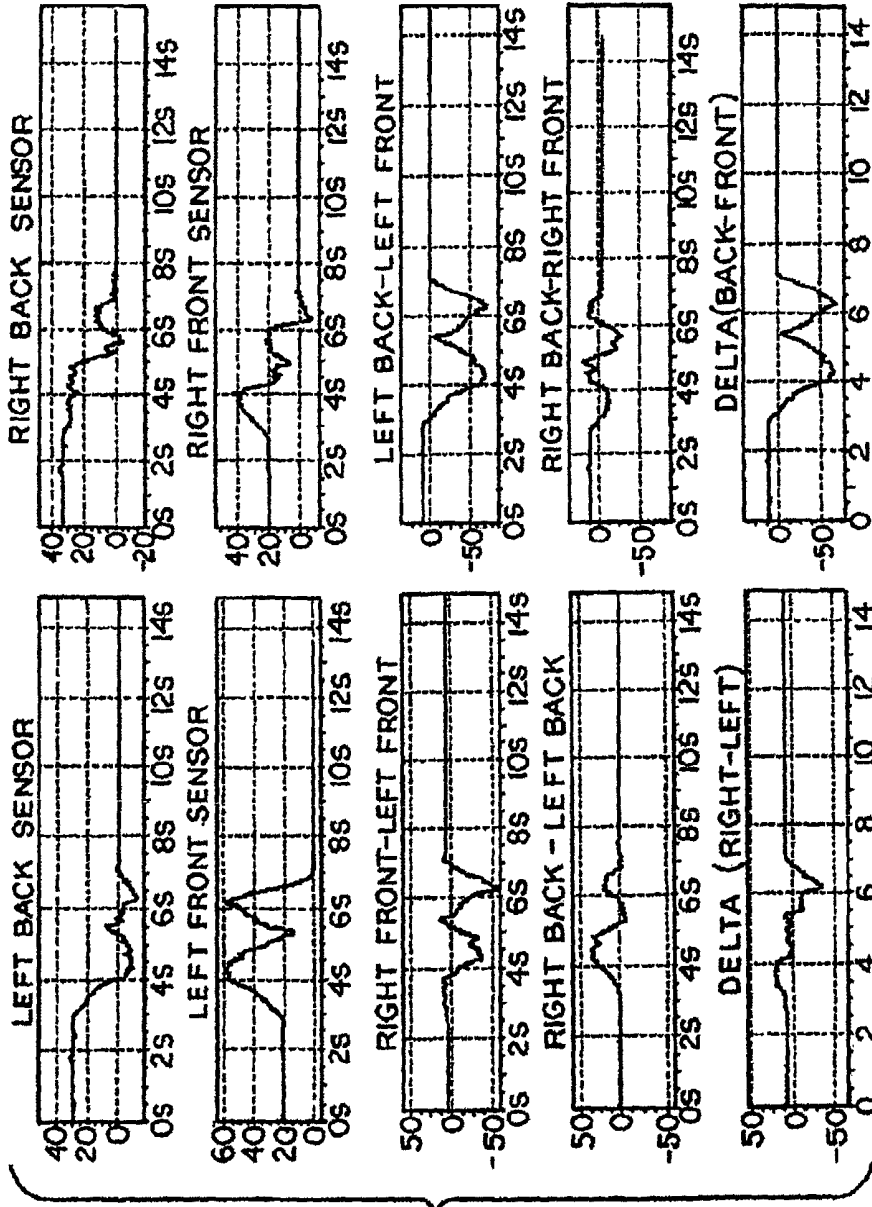 LEFT BACK SENSOR
40
20
0
0S 2S 4S 6S 8S 10S 12S 14S
RIGHT BACK SENSOR
40
20
0
-20
0S 2S 4S 6S 8S 10S 12S 14S
LEFT FRONT SENSOR
60
40
20
0
0S 2S 4S 6S 8S 10S 12S 14S
RIGHT FRONT SENSOR
40
20
0
0S 2S 4S 6S 8S 10S 12S 14S
RIGHT FRONT-LEFT FRONT
50
0
-50
0S 2S 4S 6S 8S 10S 12S 14S
LEFT BACK-LEFT FRONT
0
-50
0S 2S 4S 6S 8S 10S 12S 14S
RIGHT BACK - LEFT BACK
50
0
-50
0S 2S 4S 6S 8S 10S 12S 14S
RIGHT BACK-RIGHT FRONT
0
-50
0S 2S 4S 6S 8S 10S 12S 14S
DELTA (RIGHT-LEFT)
50
0
-50
0 2 4 6 8 10 12 14
DELTA(BACK-FRONT)
0
-50
0 2 4 6 8 10 12 14